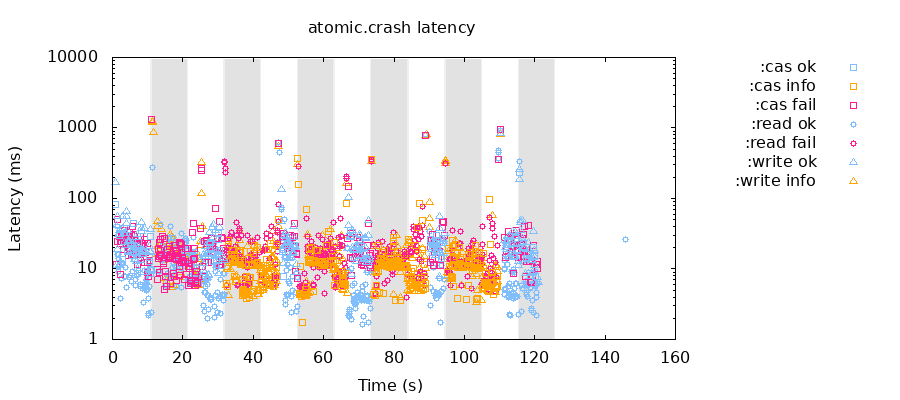 atomic.crash latency
Latency (ms)
10000
1000
100
10
1
0 20 40 60 80 100 120 140 160
Time (s)
:cas ok
:cas info
:cas fail
:read ok
:read fail
:write ok
:write info